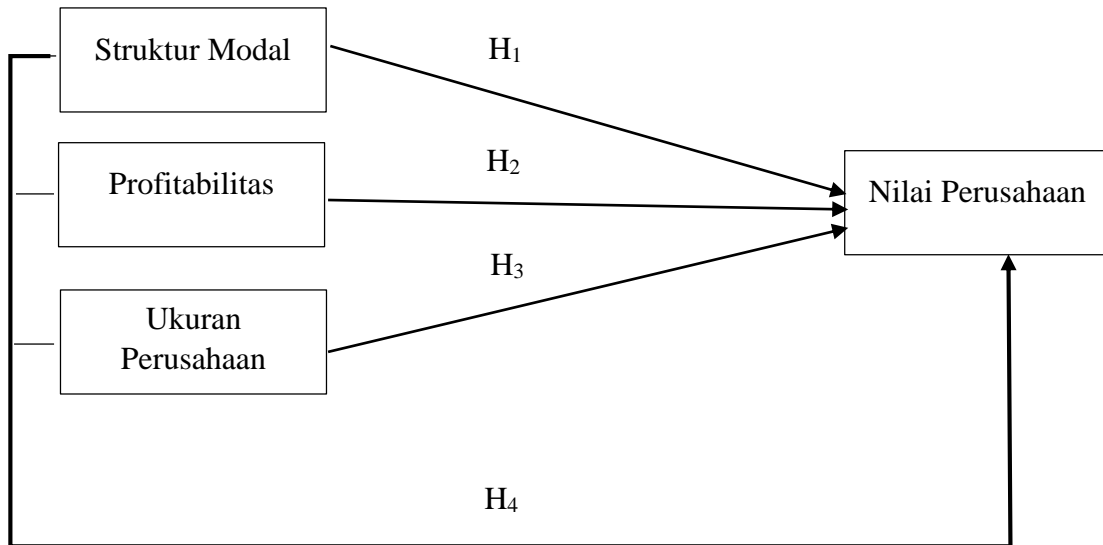 Struktur Modal
H₁
Profitabilitas
H₂
Nilai Perusahaan
Ukuran
Perusahaan
H₃
H₄